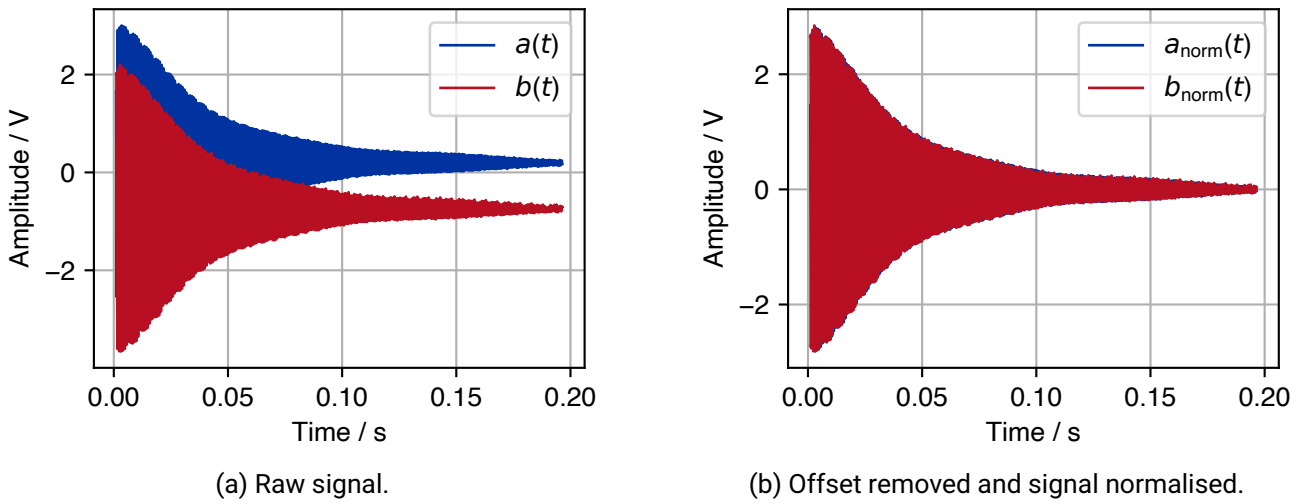 a(t)
b(t)
2
0
−2
Amplitude / V
0.00 0.05 0.10 0.15 0.20
Time / s
(a) Raw signal.
a_norm(t)
b_norm(t)
2
0
−2
Amplitude / V
0.00 0.05 0.10 0.15 0.20
Time / s
(b) Offset removed and signal normalised.